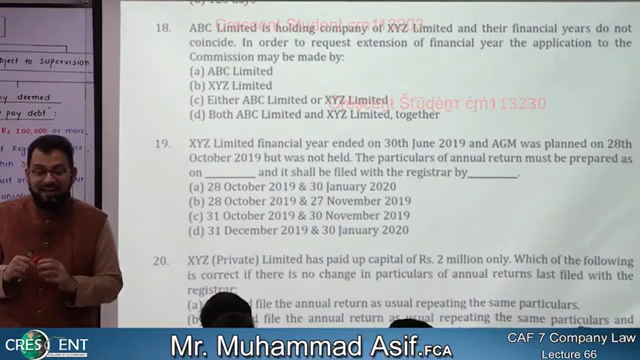 (d) 120 days
Crescent Student crn113203
18. ABC Limited is holding company of XYZ Limited and their financial years do not
coincide. In order to request extension of financial year the application to the
Commission may be made by:
(a) ABC Limited
(b) XYZ Limited
(c) Either ABC Limited or XYZ Limited
(d) Both ABC Limited and XYZ Limited, together
19. XYZ Limited financial year ended on 30th June 2019 and AGM was planned on 28th
October 2019 but was not held. The particulars of annual return must be prepared as
on ________ and it shall be filed with the registrar by________.
(a) 28 October 2019 & 30 January 2020
(b) 28 October 2019 & 27 November 2019
(c) 31 October 2019 & 30 November 2019
(d) 31 December 2019 & 30 January 2020
20. XYZ (Private) Limited has paid up capital of Rs. 2 million only. Which of the following
is correct if there is no change in particulars of annual returns last filed with the
registrar:
(a) file the annual return as usual repeating the same particulars.
file the annual return as usual repeating the same particulars and
subject to supervision
deemed
pay debt":
Rs 100,000 or more
CRESCENT
Mr. Muhammad Asif.FCA
CAF 7 Company Law
Lecture 66